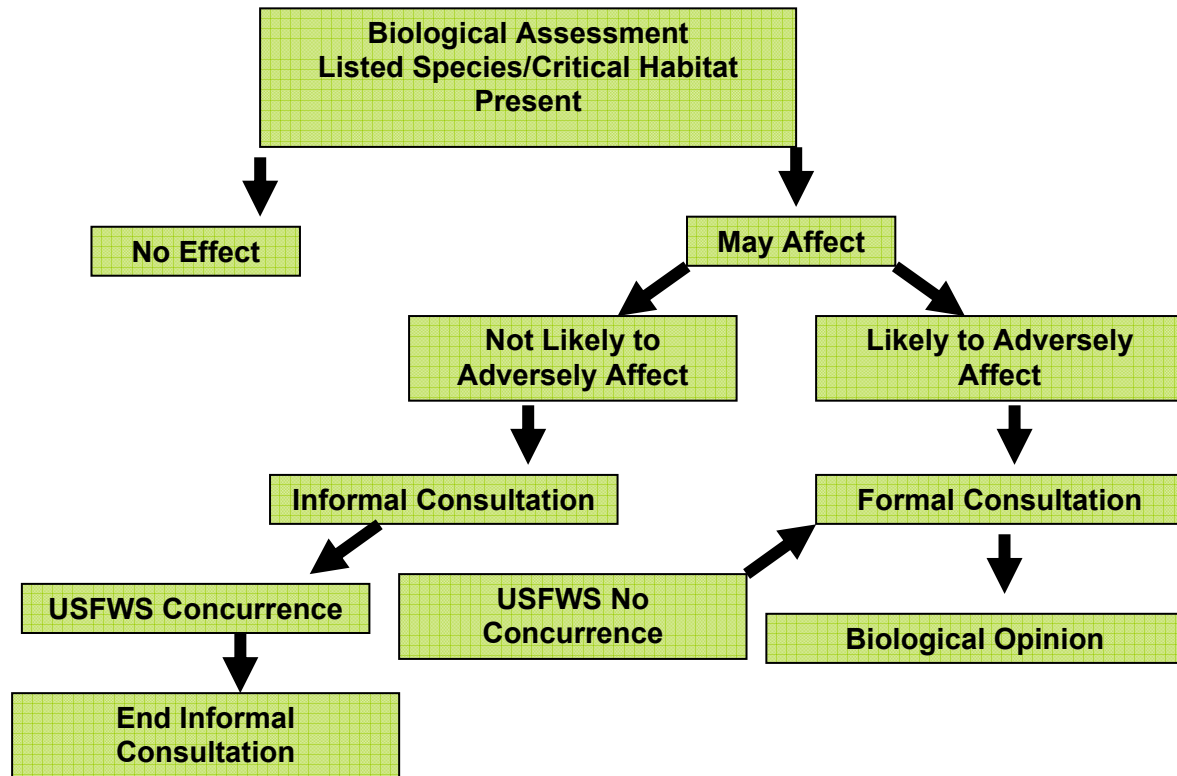 Biological Assessment
Listed Species/Critical Habitat
Present
No Effect
May Affect
Not Likely to
Adversely Affect
Likely to Adversely
Affect
Informal Consultation
Formal Consultation
USFWS Concurrence
USFWS No
Concurrence
Biological Opinion
End Informal
Consultation